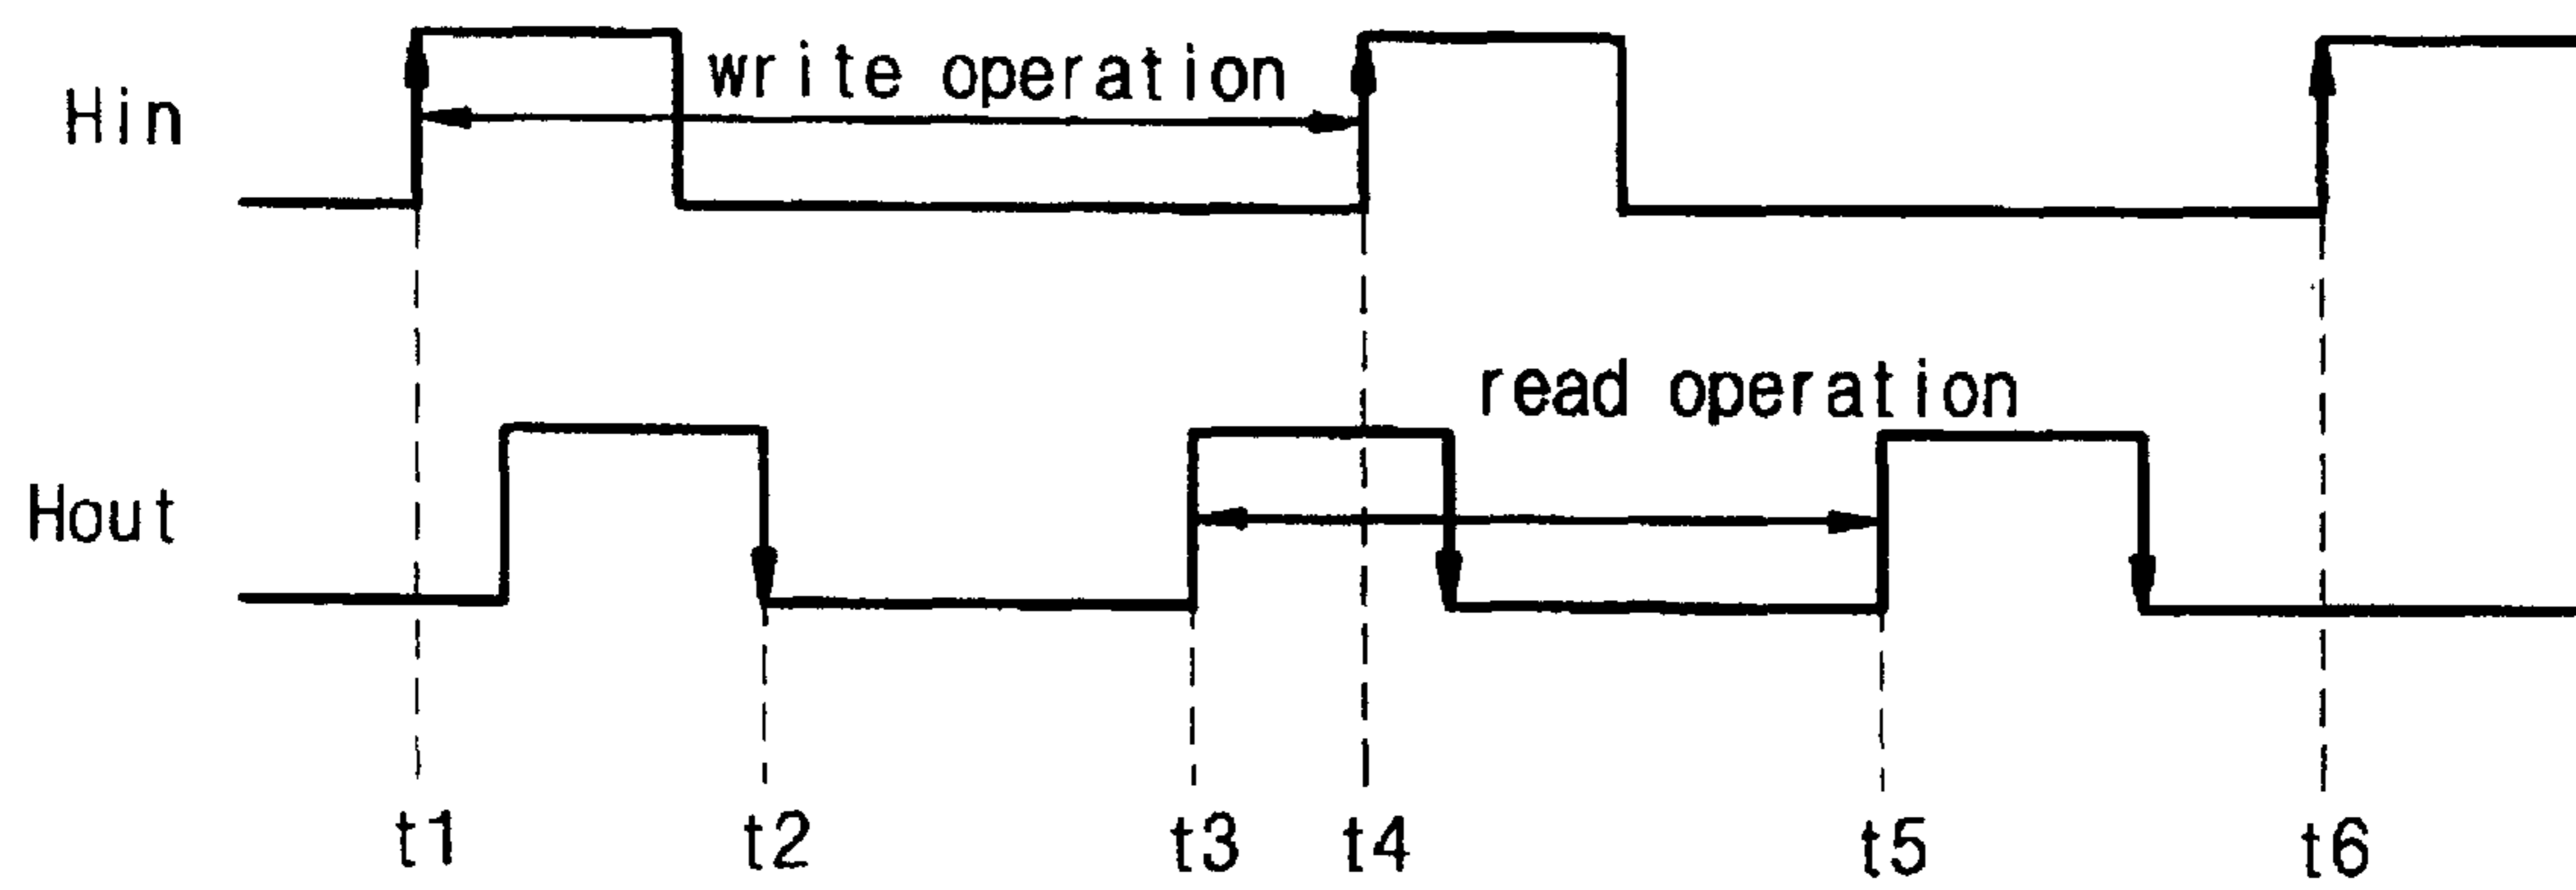 Hin
write operation
read operation
Hout
t1 t2 t3 t4 t5 t6